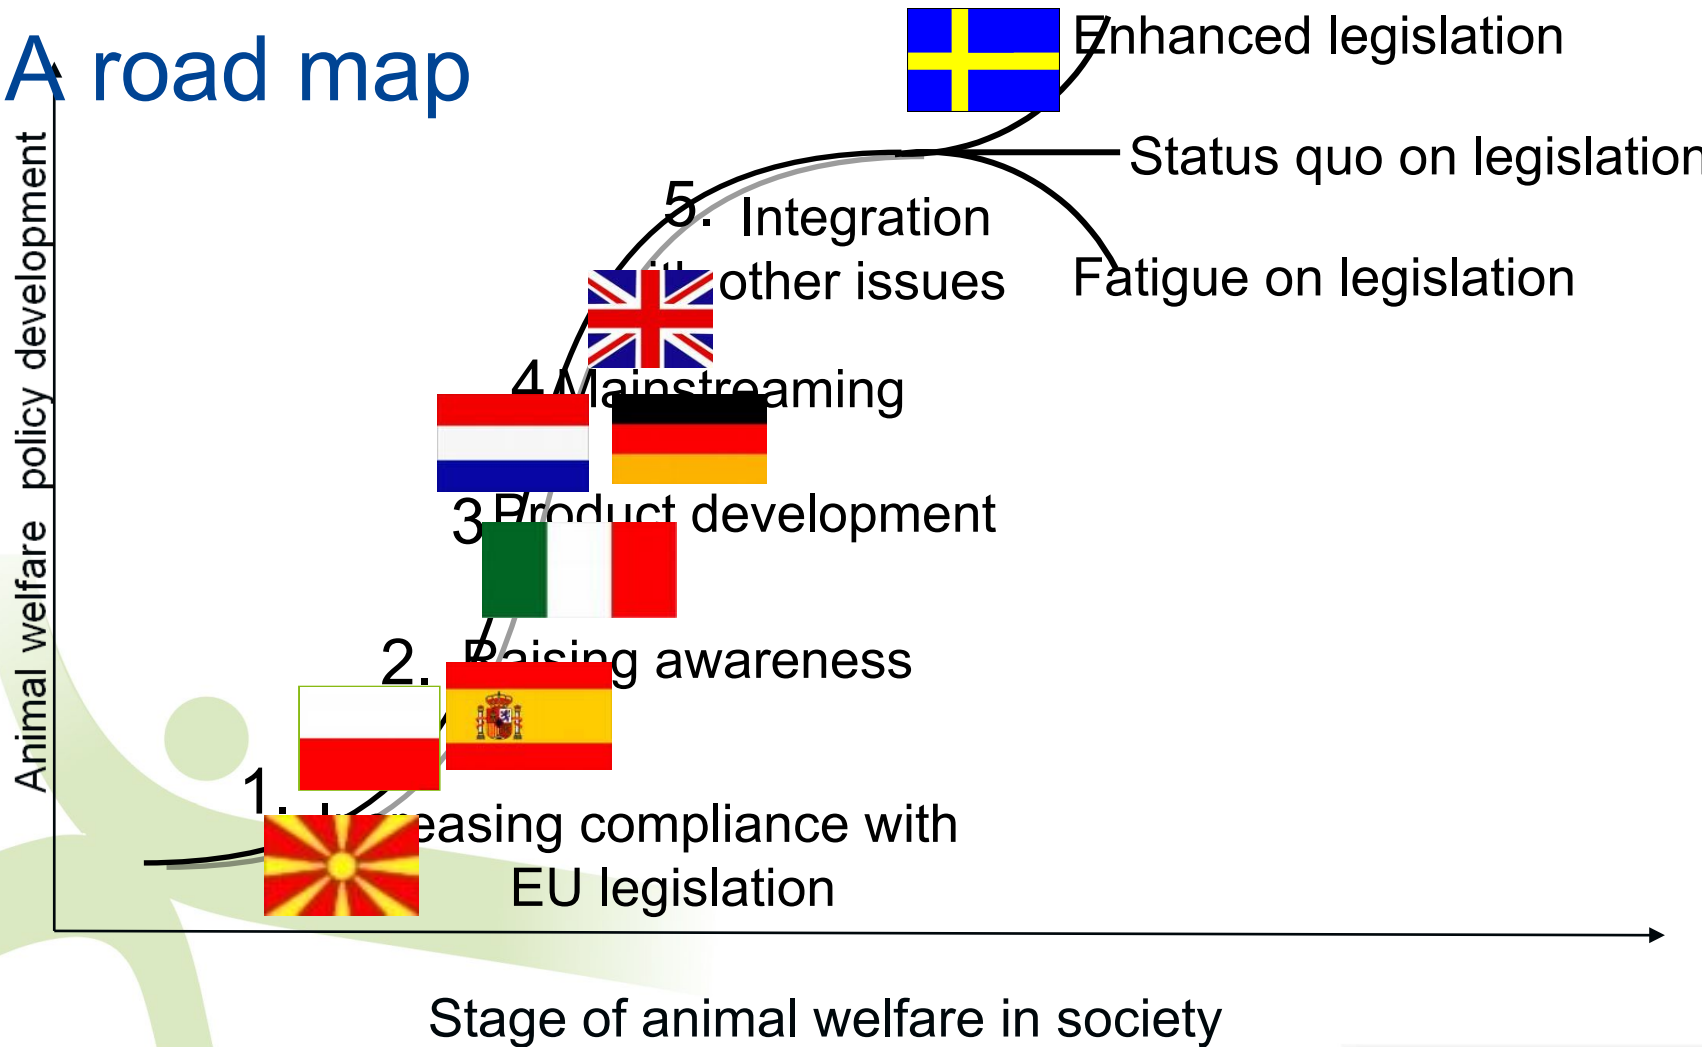 A road map
Enhanced legislation
Status quo on legislation
Fatigue on legislation
5. Integration
other issues
4 Mainstreaming
3 Product development
2. Raising awareness
1. Increasing compliance with
EU legislation
Animal welfare policy development
Stage of animal welfare in society